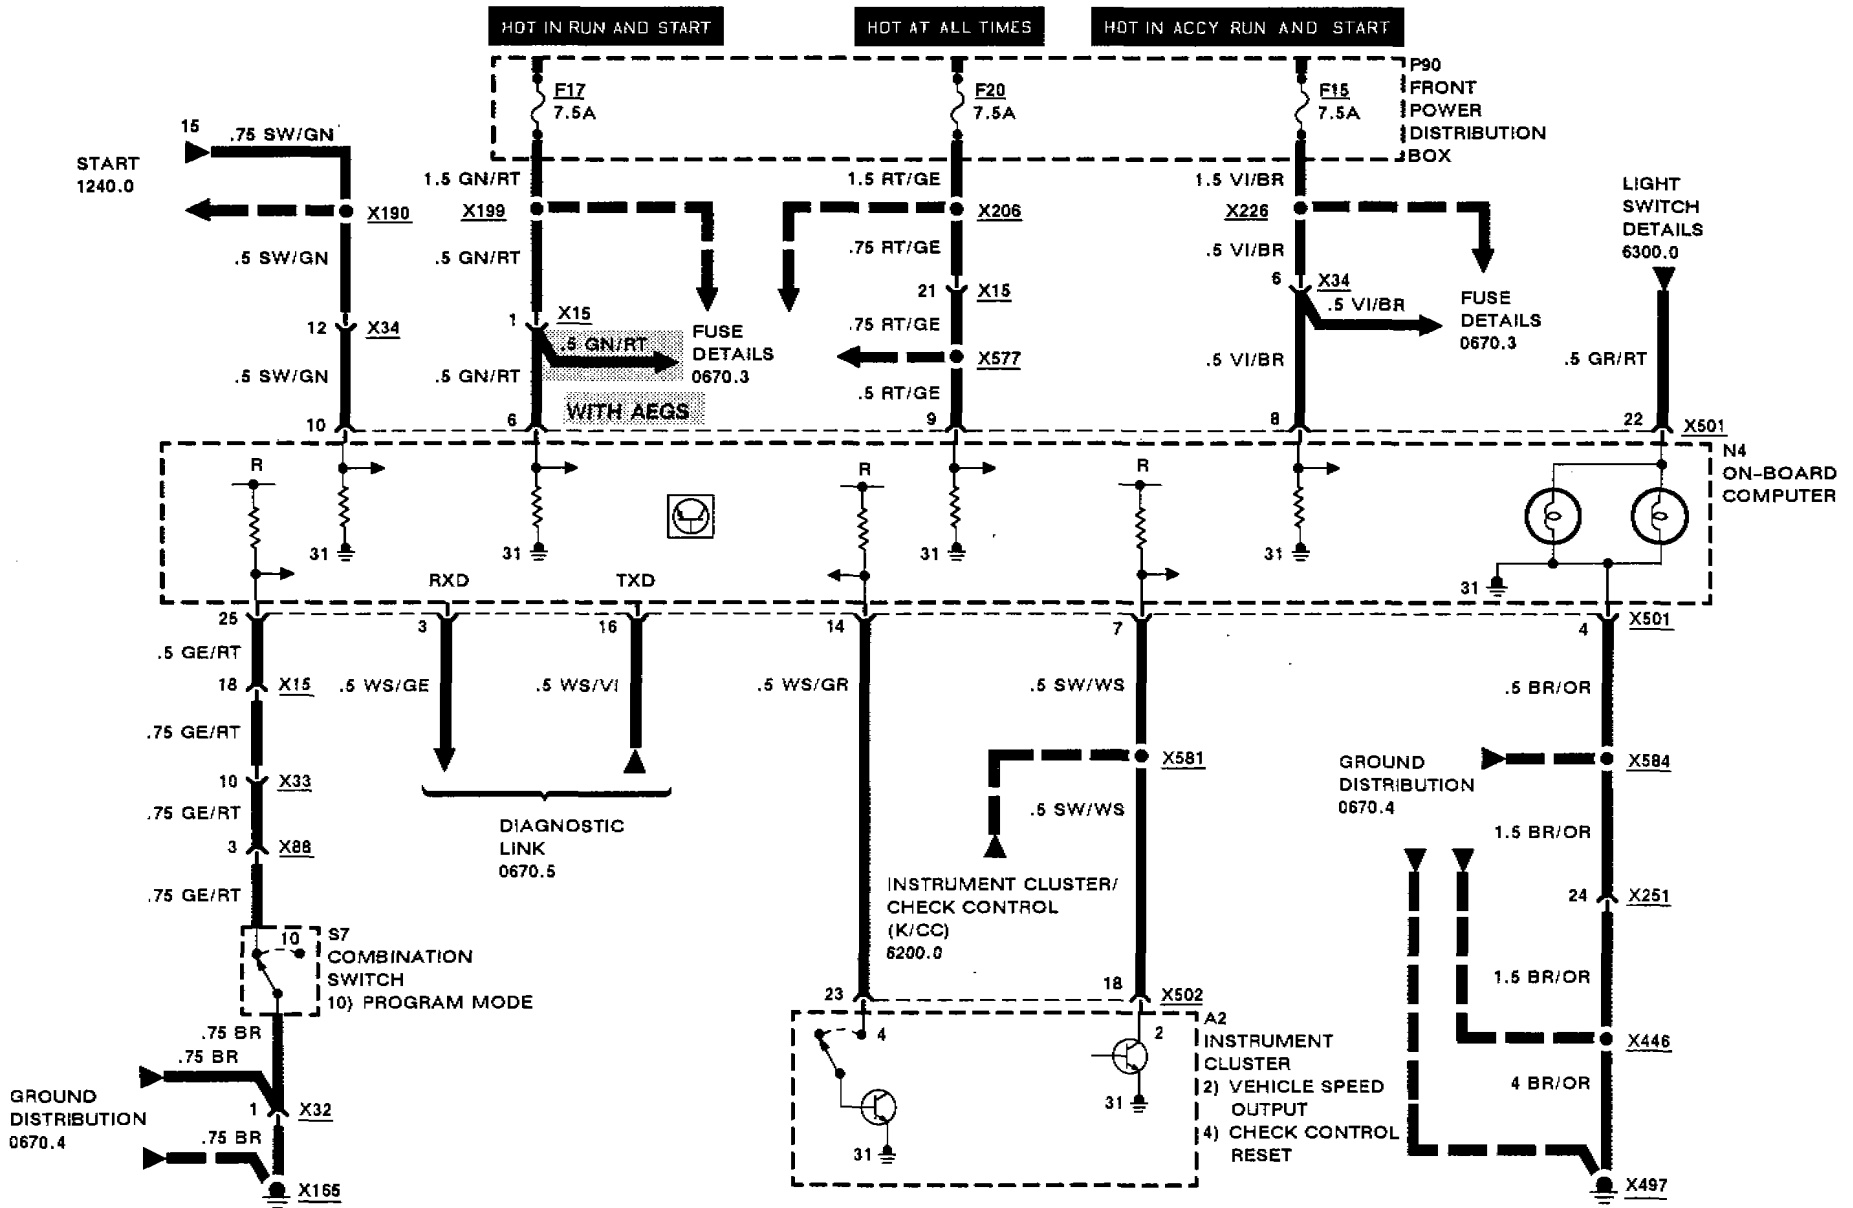 HOT IN RUN AND START
HOT AT ALL TIMES
HOT IN ACCY RUN AND START
P90
FRONT
POWER
DISTRIBUTION
BOX
F17
7.5A
F20
7.5A
F15
7.5A
15
.75 SW/GN
START
1240.0
1.5 GN/RT
1.5 RT/GE
1.5 VI/BR
LIGHT
SWITCH
DETAILS
6300.0
X190
X199
X206
X226
.5 SW/GN
.5 GN/RT
.75 RT/GE
.5 VI/BR
6
X34
21
X15
.5 VI/BR
FUSE
DETAILS
0670.3
12
X34
1
X15
.5 GN/RT
FUSE
DETAILS
0670.3
.75 RT/GE
X577
.5 VI/BR
.5 GR/RT
.5 SW/GN
.5 GN/RT
.5 RT/GE
WITH AEGS
10
6
9
8
22
X501
N4
ON-BOARD
COMPUTER
R
R
R
31
31
31
31
31
RXD
TXD
25
3
16
14
7
4
X501
.5 GE/RT
18
X15
.5 WS/GE
.5 WS/VI
.5 WS/GR
.5 SW/WS
.5 BR/OR
.75 GE/RT
X581
GROUND
DISTRIBUTION
0670.4
X584
10
X33
.75 GE/RT
.5 SW/WS
1.5 BR/OR
3
X88
DIAGNOSTIC
LINK
0670.5
.75 GE/RT
INSTRUMENT CLUSTER/
CHECK CONTROL
(K/CC)
6200.0
24
X251
10
S7
COMBINATION
SWITCH
10) PROGRAM MODE
1.5 BR/OR
23
18
X502
4
2
A2
INSTRUMENT
CLUSTER
2) VEHICLE SPEED
OUTPUT
4) CHECK CONTROL
RESET
31
31
X446
4 BR/OR
.75 BR
.75 BR
GROUND
DISTRIBUTION
0670.4
1
X32
.75 BR
X165
X497